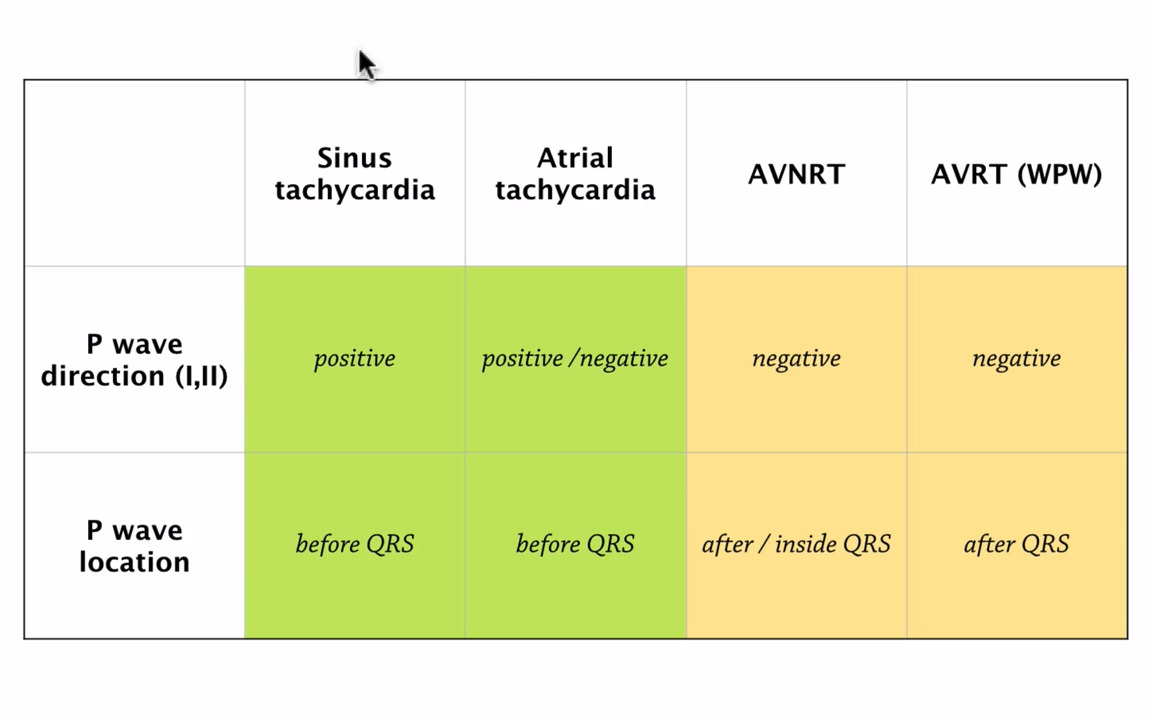 Sinus
tachycardia
Atrial
tachycardia
AVNRT
AVRT (WPW)
P wave
direction (I,II)
positive
positive /negative
negative
negative
P wave
location
before QRS
before QRS
after / inside QRS
after QRS